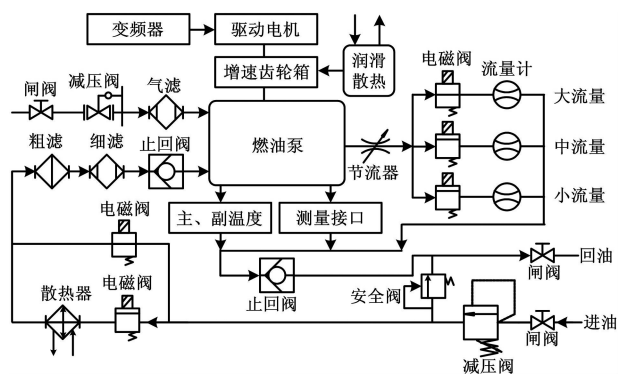 变频器
驱动电机
增速齿轮箱
润滑
散热
电磁阀
流量计
闸阀
减压阀
气滤
大流量
粗滤
细滤
止回阀
燃油泵
节流器
中流量
小流量
主、副温度
测量接口
电磁阀
电磁阀
散热器
止回阀
安全阀
闸阀
回油
减压阀
闸阀
进油